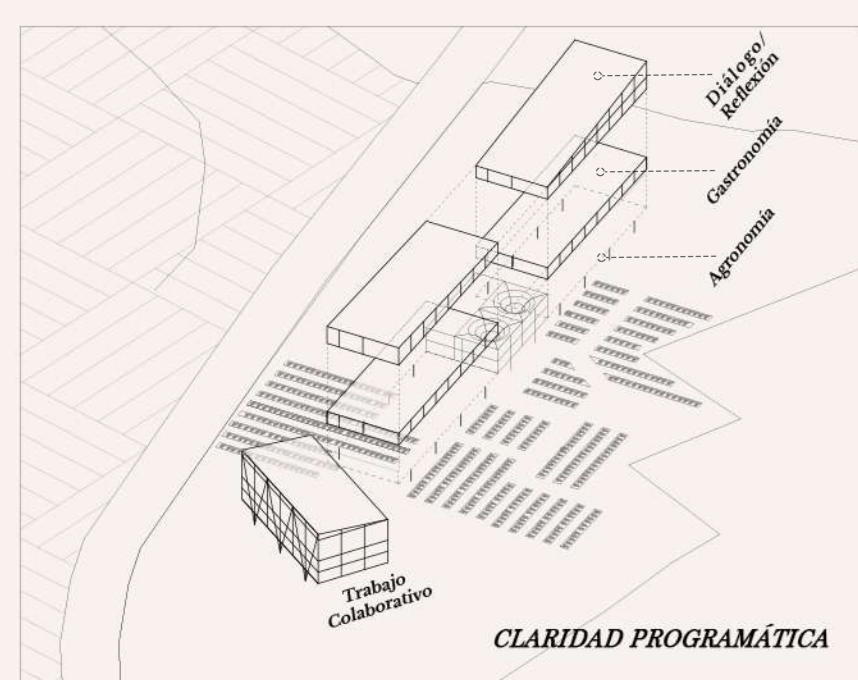 Diálogo/
Reflexión
Gastronomía
Agronomía
Trabajo
Colaborativo
CLARIDAD PROGRAMÁTICA